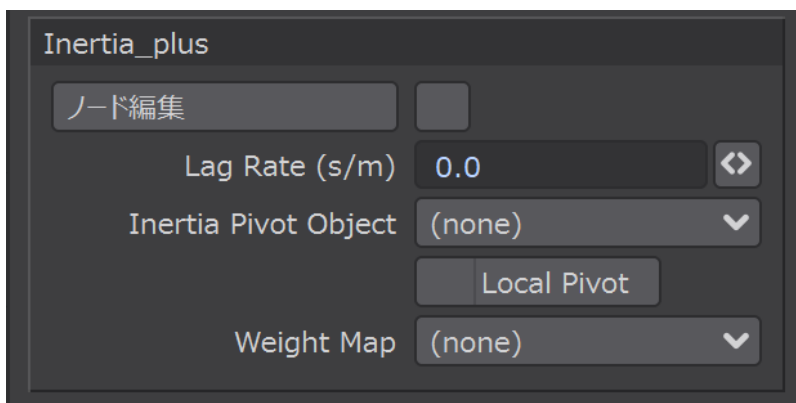 Inertia_plus
ノード編集
Lag Rate (s/m) 0.0
Inertia Pivot Object (none)
Local Pivot
Weight Map (none)